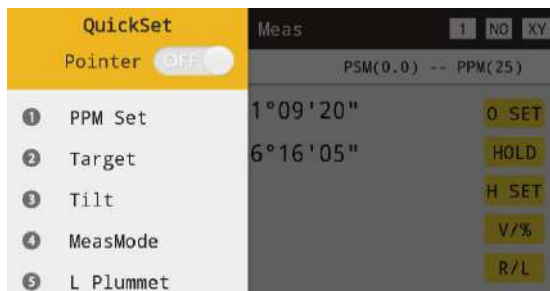 QuickSet
Pointer OFF
1 PPM Set
2 Target
3 Tilt
4 MeasMode
5 L Plummet
Meas 1 NO XY
PSM(0.0) -- PPM(25)
1°09'20" 0 SET
6°16'05" HOLD
H SET
V/%
R/L